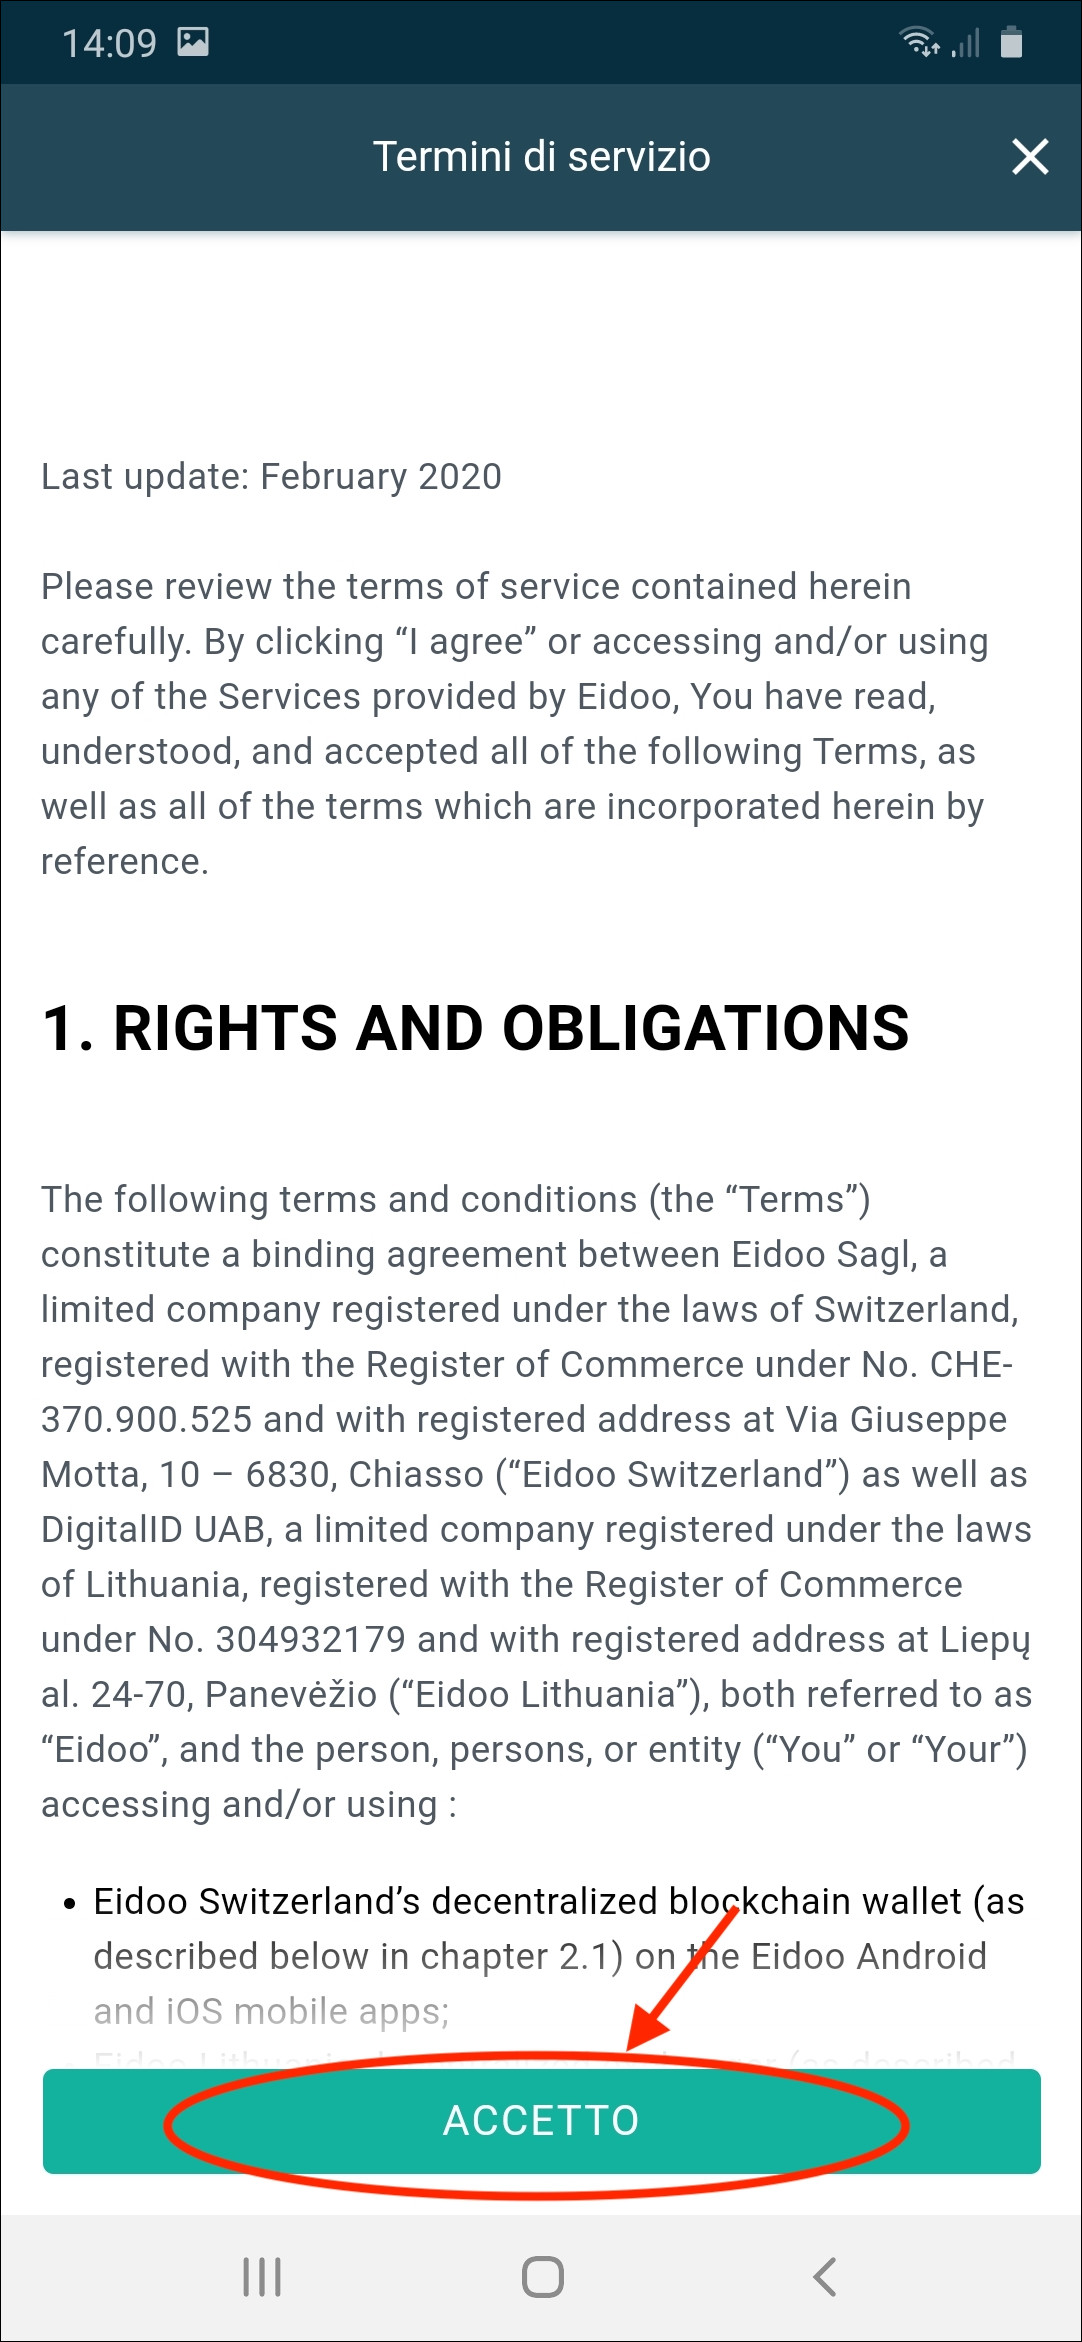 14:09
Termini di servizio
Last update: February 2020
Please review the terms of service contained herein
carefully. By clicking “I agree” or accessing and/or using
any of the Services provided by Eidoo, You have read,
understood, and accepted all of the following Terms, as
well as all of the terms which are incorporated herein by
reference.
1. RIGHTS AND OBLIGATIONS
The following terms and conditions (the “Terms”)
constitute a binding agreement between Eidoo Sagl, a
limited company registered under the laws of Switzerland,
registered with the Register of Commerce under No. CHE-
370.900.525 and with registered address at Via Giuseppe
Motta, 10 – 6830, Chiasso (“Eidoo Switzerland”) as well as
DigitalID UAB, a limited company registered under the laws
of Lithuania, registered with the Register of Commerce
under No. 304932179 and with registered address at Liepų
al. 24-70, Panevėžio (“Eidoo Lithuania”), both referred to as
“Eidoo”, and the person, persons, or entity (“You” or “Your”)
accessing and/or using :
• Eidoo Switzerland’s decentralized blockchain wallet (as
described below in chapter 2.1) on the Eidoo Android
and iOS mobile apps;
ACCETTO